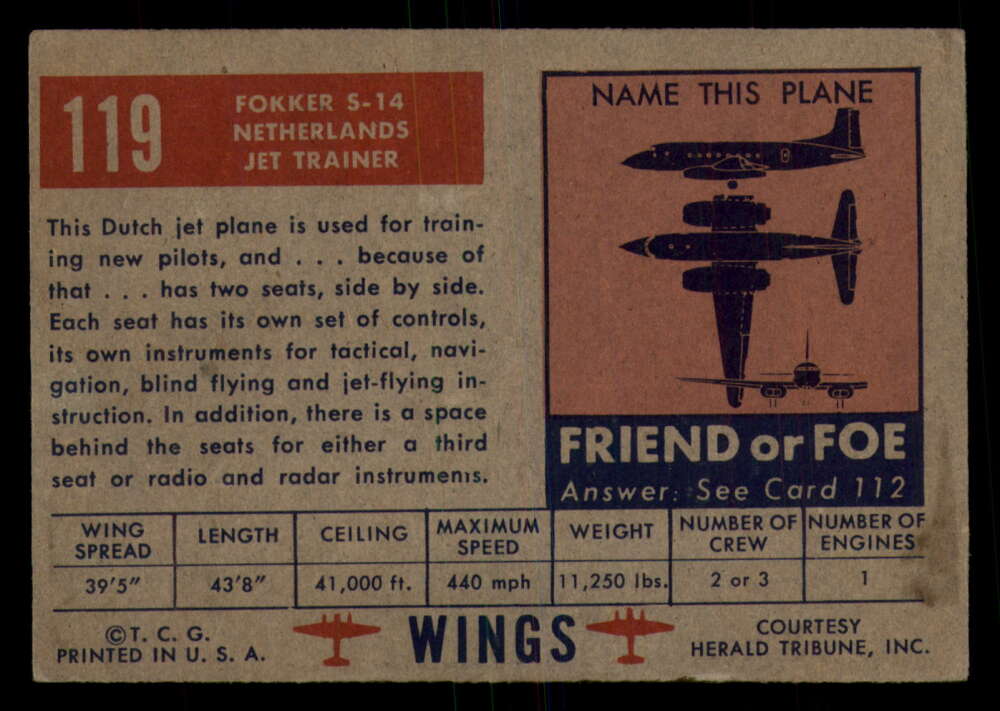 119
FOKKER S-14
NETHERLANDS
JET TRAINER
This Dutch jet plane is used for train-
ing new pilots, and . . . because of
that . . . has two seats, side by side.
Each seat has its own set of controls,
its own instruments for tactical, navi-
gation, blind flying and jet-flying in-
struction. In addition, there is a space
behind the seats for either a third
seat or radio and radar instruments.
NAME THIS PLANE
FRIEND or FOE
Answer: See Card 112
WING SPREAD LENGTH CEILING MAXIMUM SPEED WEIGHT NUMBER OF CREW NUMBER OF ENGINES
39'5" 43'8" 41,000 ft. 440 mph 11,250 lbs. 2 or 3 1
©T. C. G.
PRINTED IN U. S. A.
WINGS
COURTESY
HERALD TRIBUNE, INC.